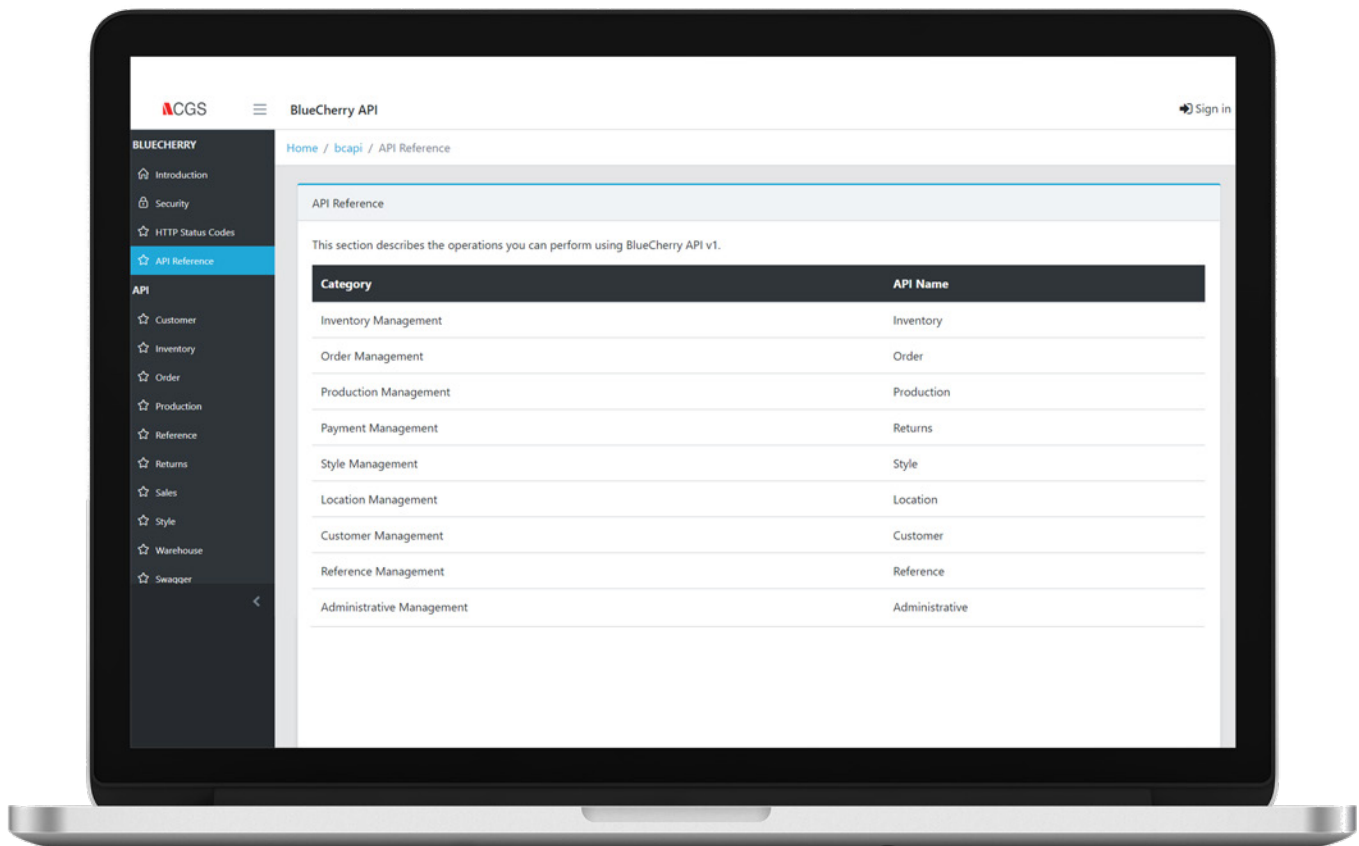 CGS
BlueCherry API
Sign in
BLUECHERRY
Introduction
Security
HTTP Status Codes
API Reference
API
Customer
Inventory
Order
Production
Reference
Returns
Sales
Style
Warehouse
Swagger
Home / bcapi / API Reference
API Reference
This section describes the operations you can perform using BlueCherry API v1.
Category API Name
Inventory Management Inventory
Order Management Order
Production Management Production
Payment Management Returns
Style Management Style
Location Management Location
Customer Management Customer
Reference Management Reference
Administrative Management Administrative